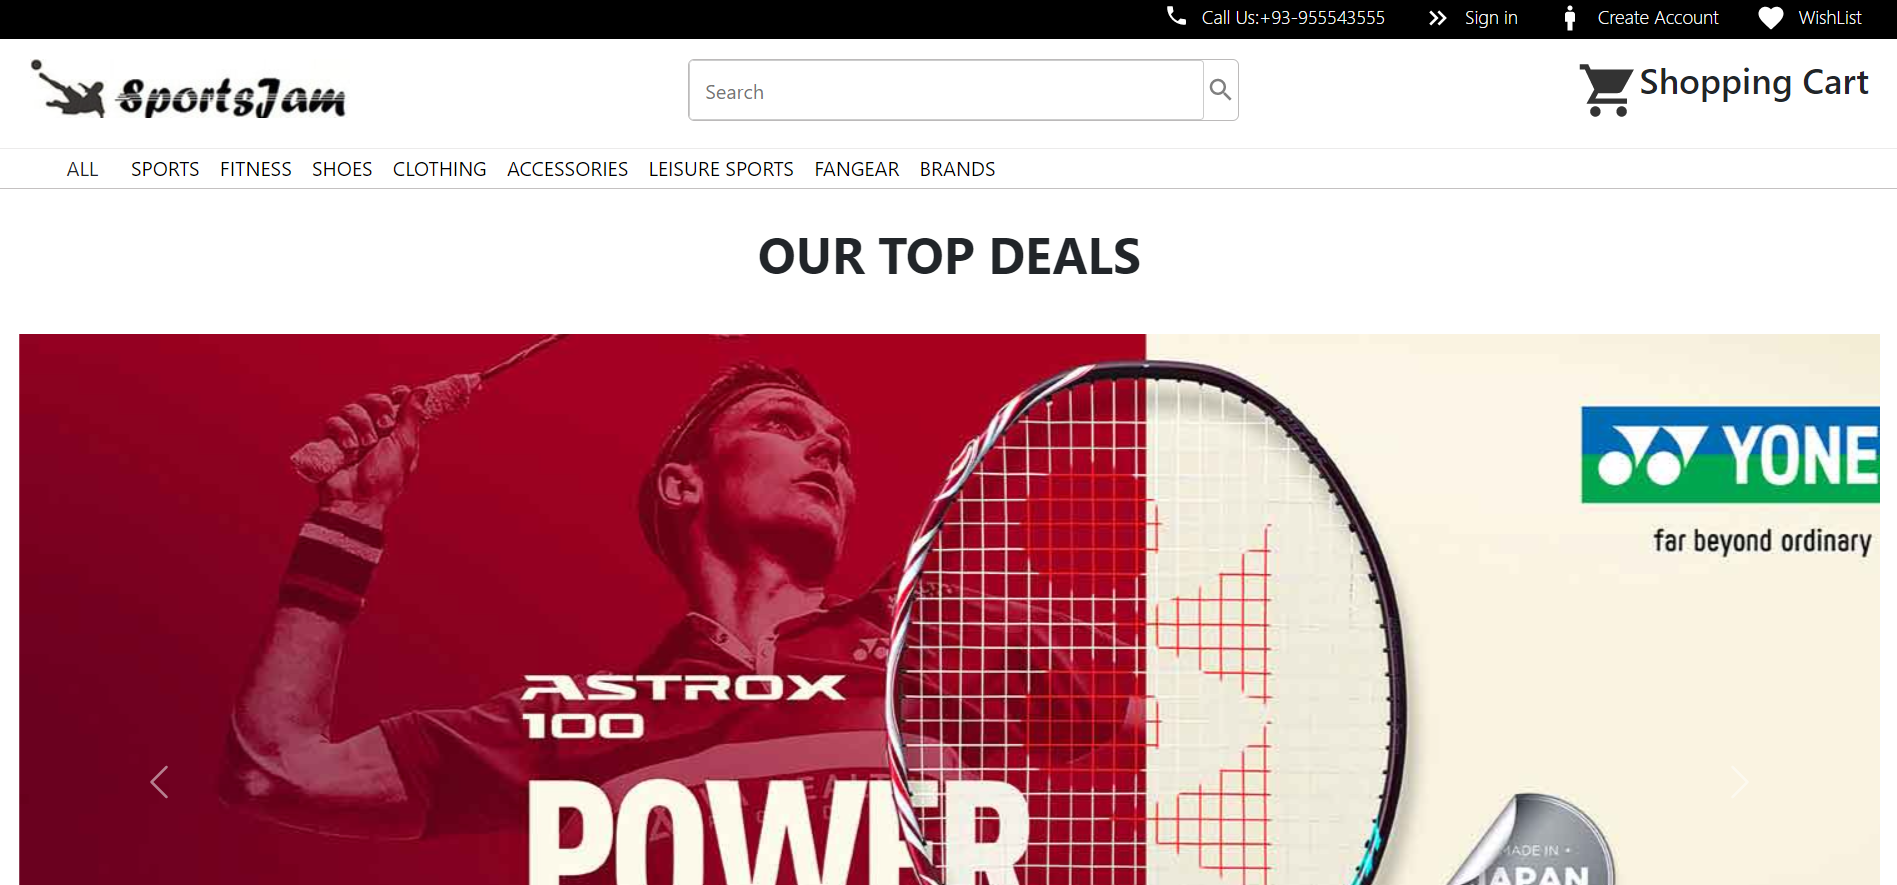 Call Us:+93-955543555 Sign in Create Account WishList
SportsJam
Search
Shopping Cart
ALL SPORTS FITNESS SHOES CLOTHING ACCESSORIES LEISURE SPORTS FANGEAR BRANDS
OUR TOP DEALS
YONE
far beyond ordinary
ASTROX
100
POWER
MADE IN
JAPAN